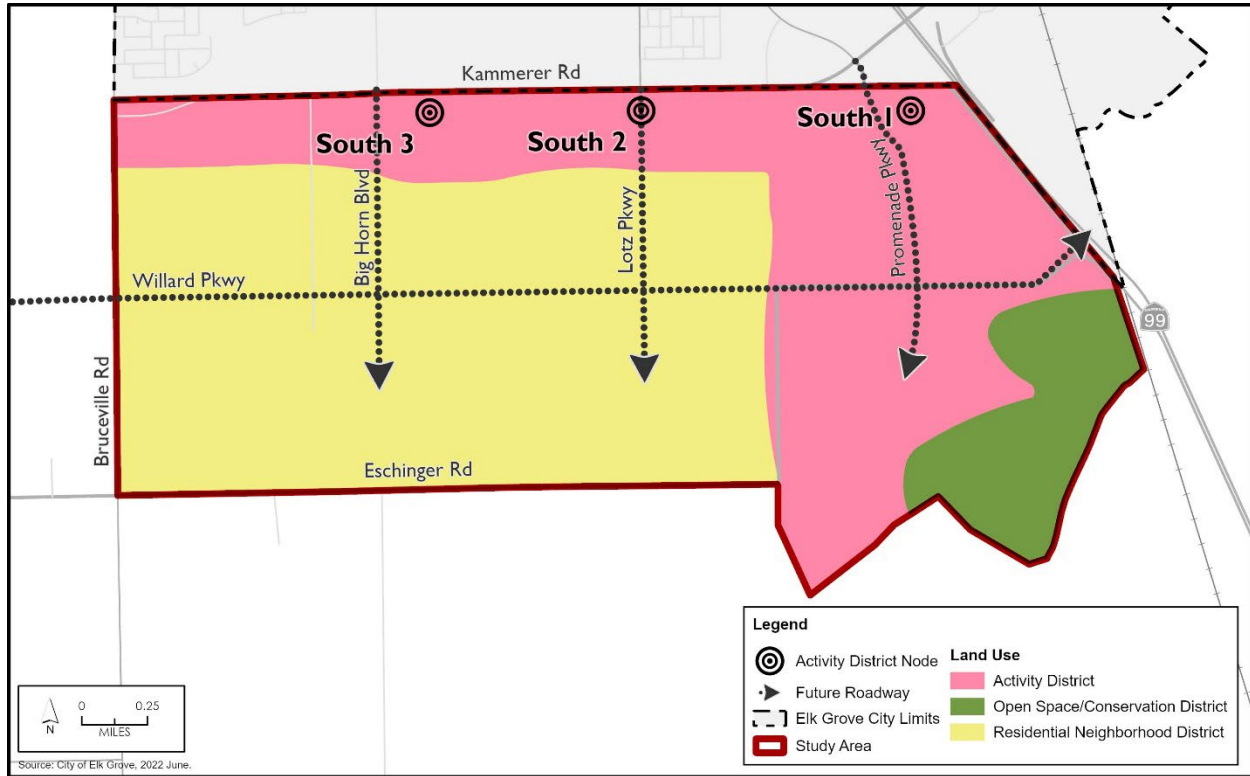 Kammerer Rd
South 3
South 2
South 1
Big Horn Blvd
Lotz Pkwy
Promenade Pkwy
Willard Pkwy
99
Bruceville Rd
Eschinger Rd
Legend
Activity District Node
Future Roadway
Elk Grove City Limits
Study Area
Land Use
Activity District
Open Space/Conservation District
Residential Neighborhood District
N
0 0.25
MILES
Source: City of Elk Grove, 2022 June.